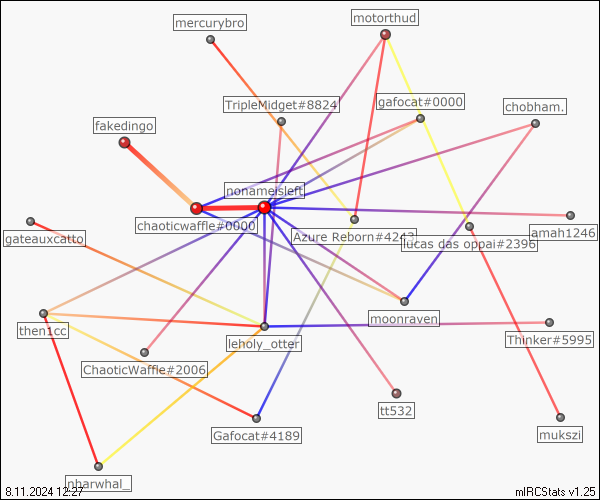 mercurybro
motorthud
TripleMidget#8824
gafocat#0000
chobham.
fakedingo
nonameisleft
chaoticwaffle#0000
gateauxcatto
Azure Reborn#4243
lucas das oppai#2396
amah1246
then1cc
leholy_otter
moonraven
Thinker#5995
ChaoticWaffle#2006
tt532
Gafocat#4189
mukszi
nharwhal_
8.11.2024 12:27
mIRCStats v1.25